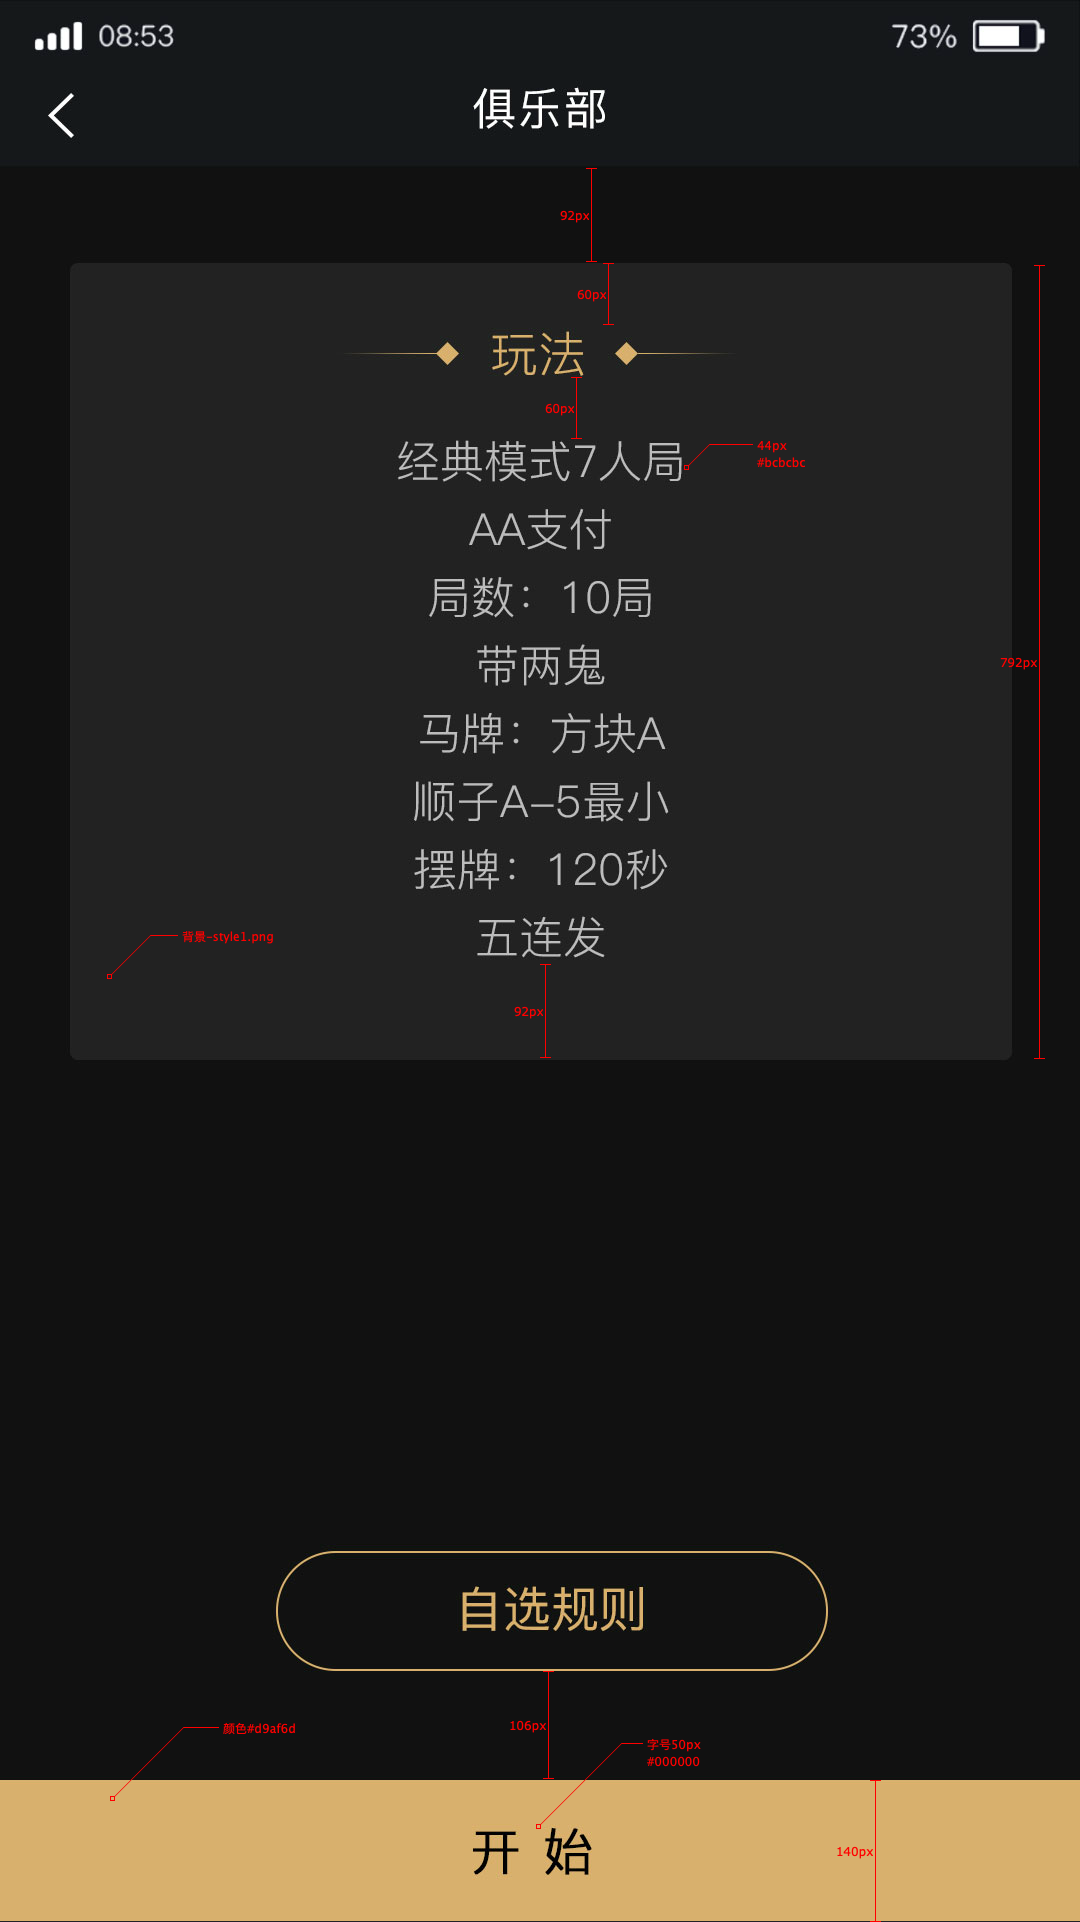 08:53
73%
俱乐部
92px
60px
玩法
60px
经典模式7人局
44px
#bcbcbc
AA支付
局数：10局
带两鬼
792px
马牌：方块A
顺子A-5最小
摆牌：120秒
五连发
背景-style1.png
92px
自选规则
106px
颜色#d9af6d
字号50px
#000000
开 始
140px